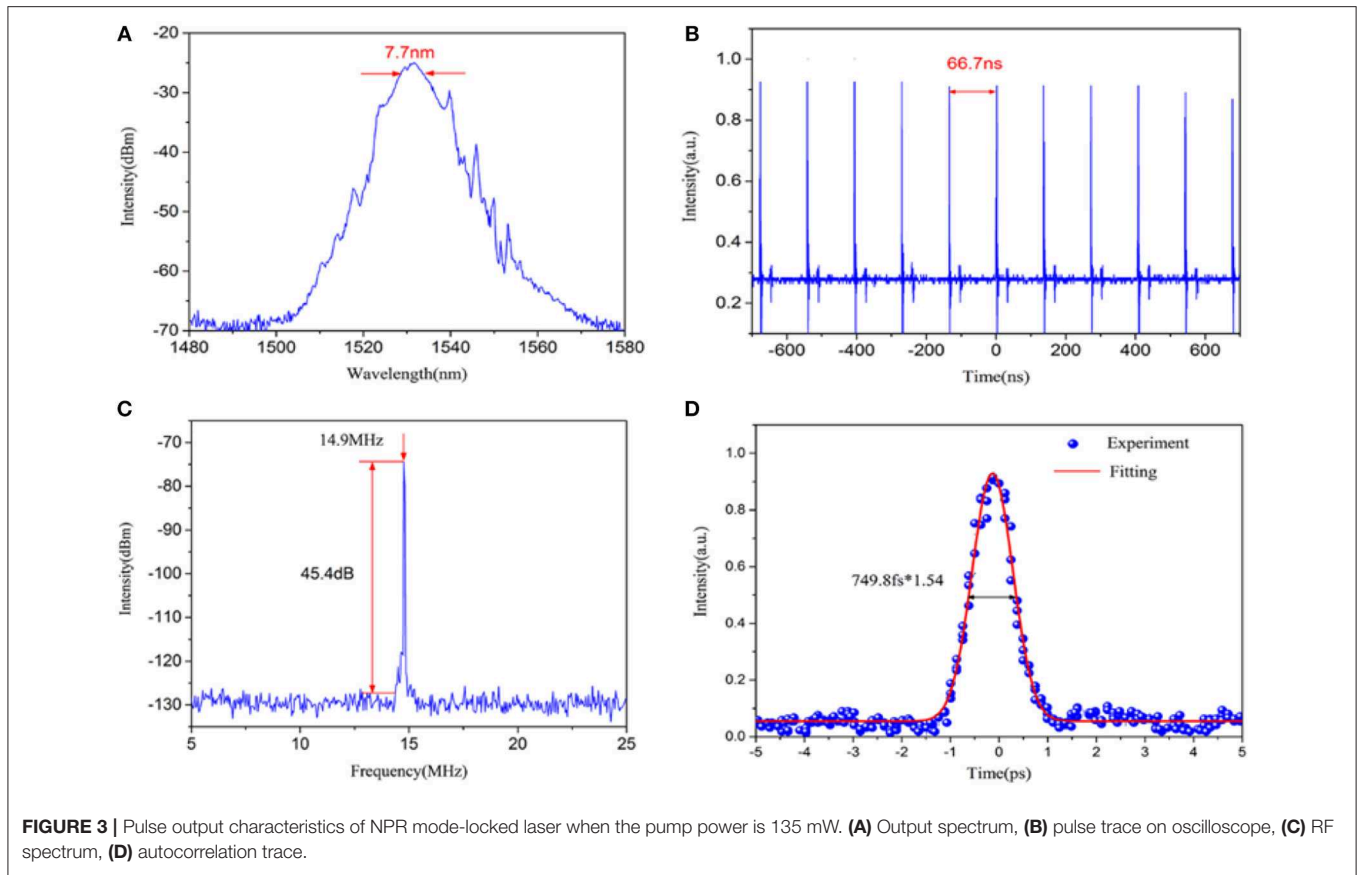 A
-20
-30
-40
-50
-60
-70
Intensity(dBm)
7.7nm
1480 1500 1520 1540 1560 1580
Wavelength(nm)
B
1.0
0.8
0.6
0.4
0.2
Intensity(a.u.)
66.7ns
-600 -400 -200 0 200 400 600
Time(ns)
C
-70
-80
-90
-100
-110
-120
-130
Intensity(dBm)
14.9MHz
45.4dB
5 10 15 20 25
Frequency(MHz)
D
1.0
0.8
0.6
0.4
0.2
0.0
Intensity(a.u.)
Experiment
Fitting
749.8fs*1.54
-5 -4 -3 -2 -1 0 1 2 3 4 5
Time(ps)
FIGURE 3 | Pulse output characteristics of NPR mode-locked laser when the pump power is 135 mW. (A) Output spectrum, (B) pulse trace on oscilloscope, (C) RF
spectrum, (D) autocorrelation trace.